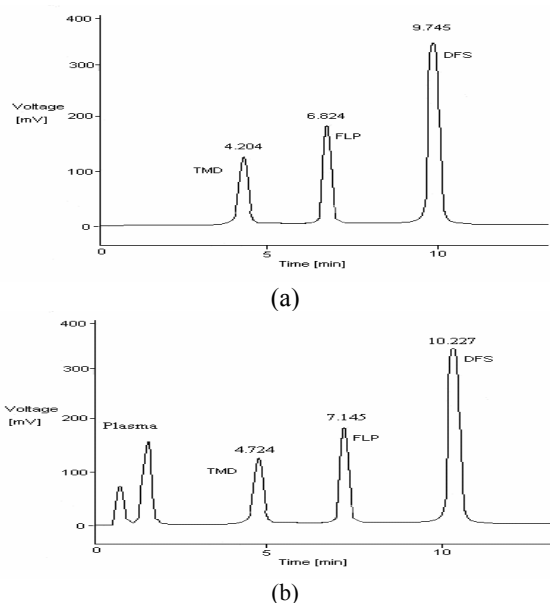 400
9.745
DFS
300
Voltage
[mV]
200
6.824
FLP
4.204
TMD
100
0
0 5 10
Time [min]
(a)
400
10.227
DFS
300
Voltage
[mV]
200
7.145
FLP
Plasma
4.724
TMD
100
0
0 5 10
Time [min]
(b)